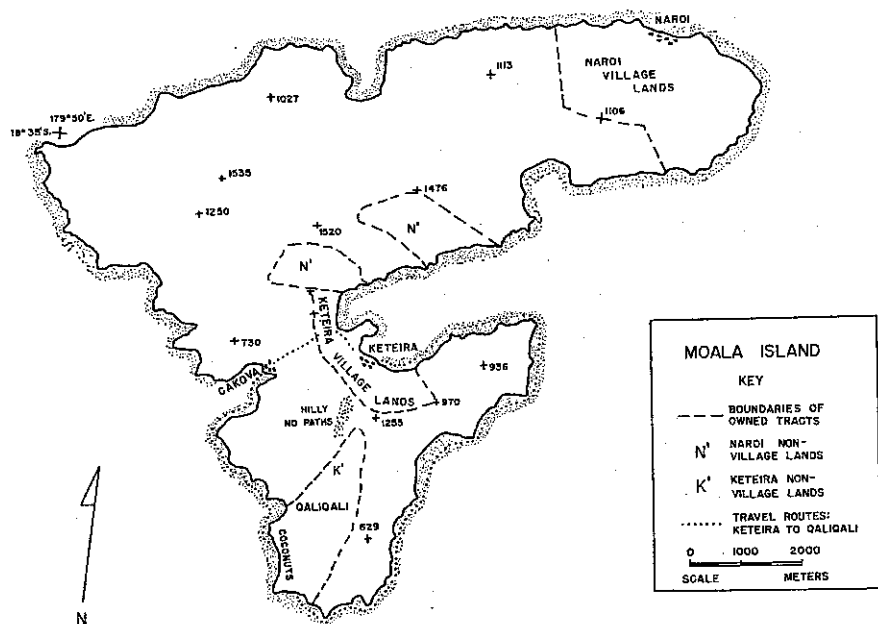 NAROI
NAROI
VILLAGE
LANDS
+1113
+1106
+1027
179°50'E.
18°35'S.
+1535
+1476
+1250
+1520
N'
N'
KETEIRA
VILLAGE
LANDS
+730
KETEIRA
+936
CAKOVA
+970
HILLY
NO PATHS
+1255
K'
QALIQALI
629
COCONUTS
N
MOALA ISLAND
KEY
BOUNDARIES OF
OWNED TRACTS
N' NAROI NON-
VILLAGE LANDS
K' KETEIRA NON-
VILLAGE LANDS
TRAVEL ROUTES:
KETEIRA TO QALIQALI
0 1000 2000
SCALE METERS